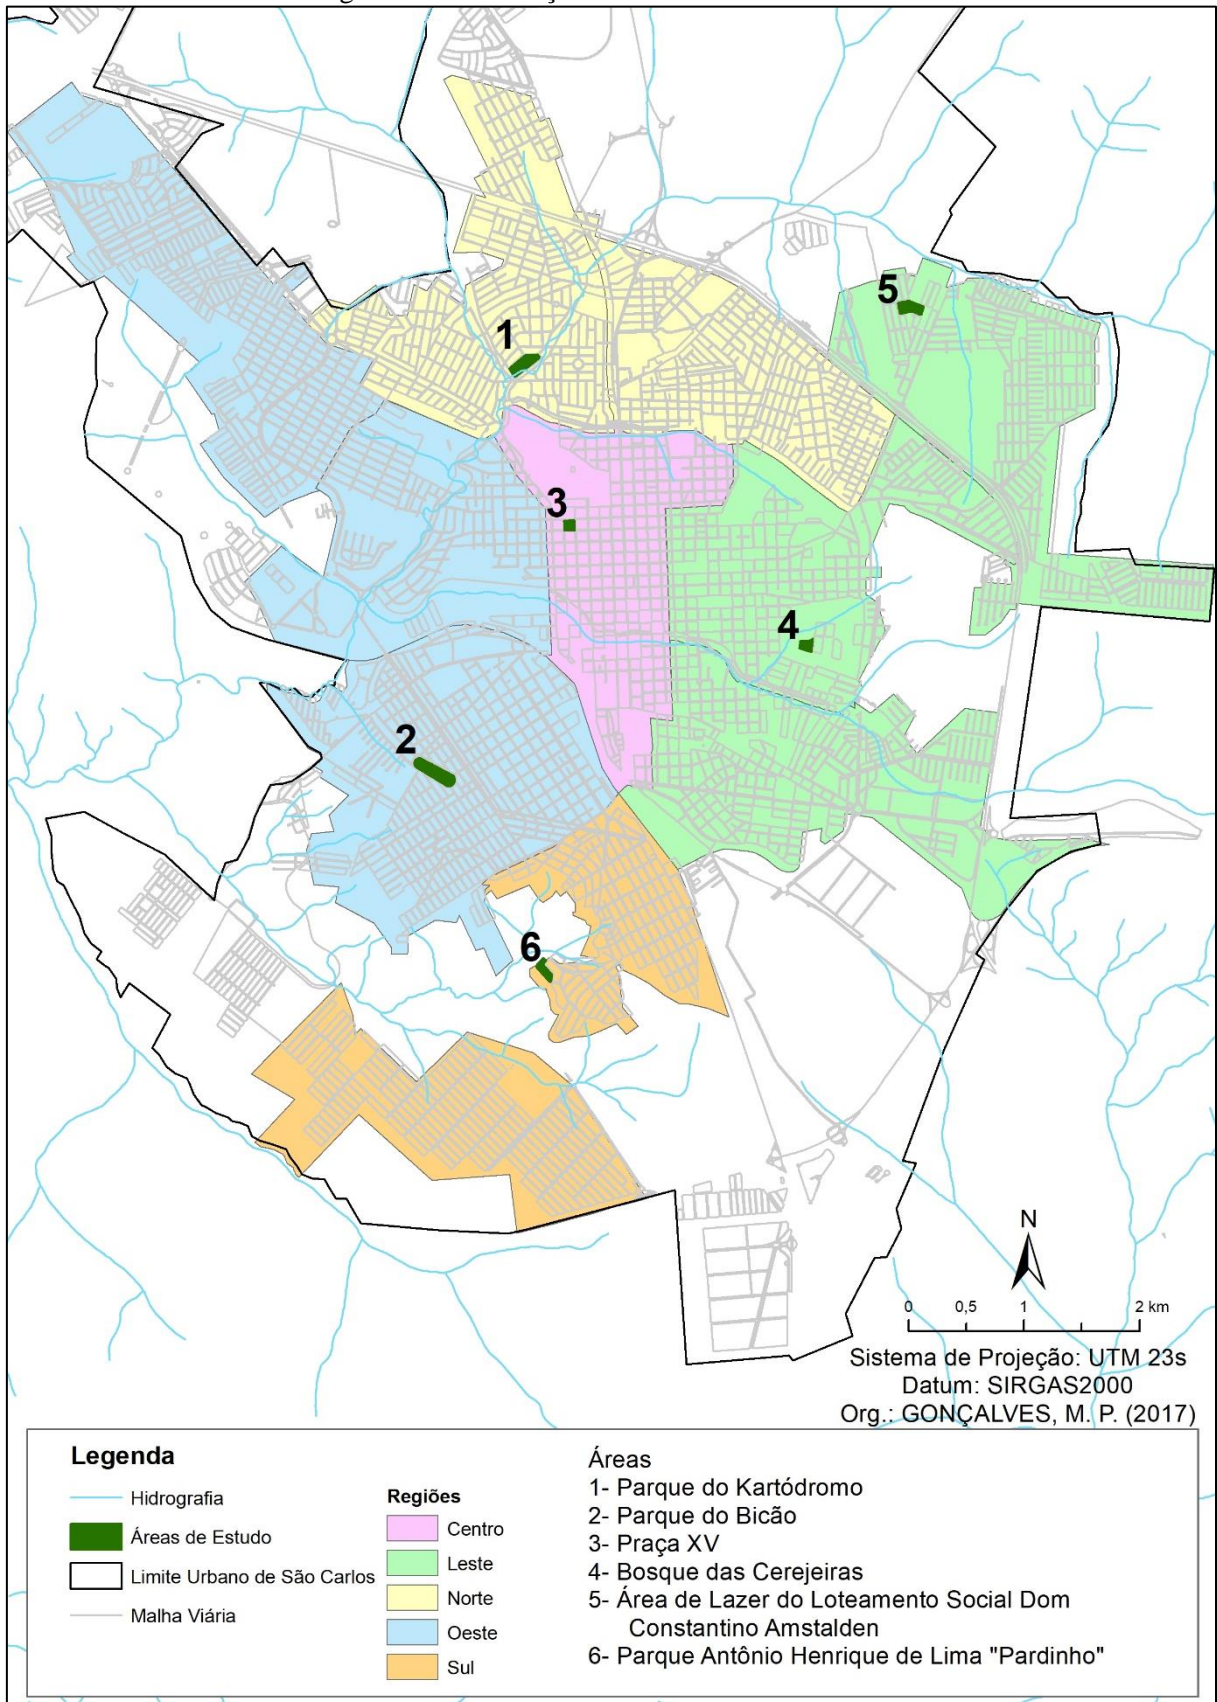 1
5
3
4
2
6
N
0 0,5 1 2 km
Sistema de Projeção: UTM 23s
Datum: SIRGAS2000
Org.: GONÇALVES, M. P. (2017)
Legenda
Hidrografia
Áreas de Estudo
Limite Urbano de São Carlos
Malha Viária
Regiões
Centro
Leste
Norte
Oeste
Sul
Áreas
1- Parque do Kartódromo
2- Parque do Bicão
3- Praça XV
4- Bosque das Cerejeiras
5- Área de Lazer do Loteamento Social Dom
Constantino Amstalden
6- Parque Antônio Henrique de Lima "Pardinho"